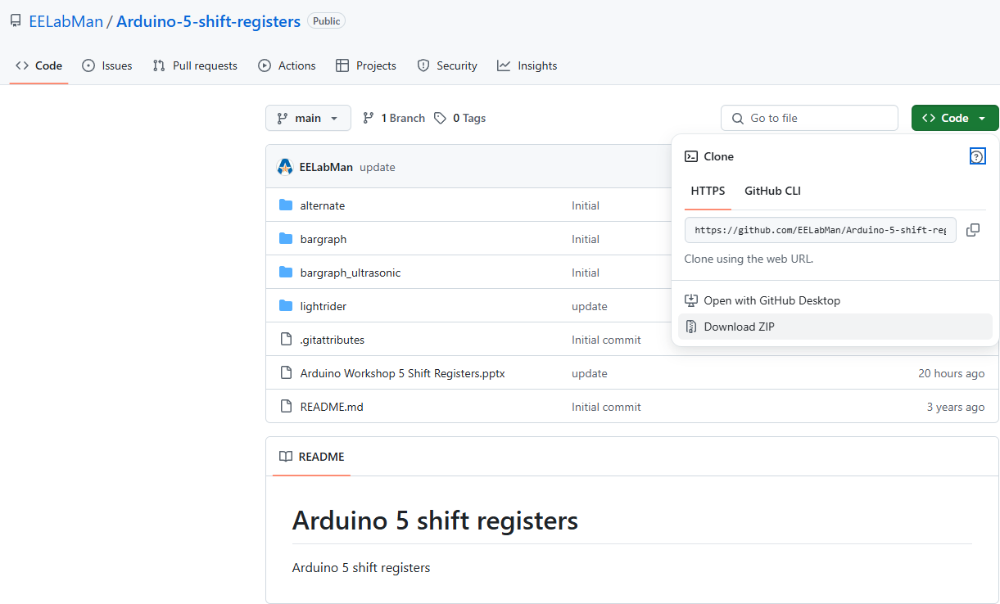 EELabMan / Arduino-5-shift-registers Public
Code Issues Pull requests Actions Projects Security Insights
main 1 Branch 0 Tags Go to file Code
EELabMan update
alternate Initial
bargraph Initial
bargraph_ultrasonic Initial
lightrider update
.gitattributes Initial commit
Arduino Workshop 5 Shift Registers.pptx update 20 hours ago
README.md Initial commit 3 years ago
Clone
HTTPS GitHub CLI
https://github.com/EELabMan/Arduino-5-shift-reg
Clone using the web URL.
Open with GitHub Desktop
Download ZIP
README
Arduino 5 shift registers
Arduino 5 shift registers